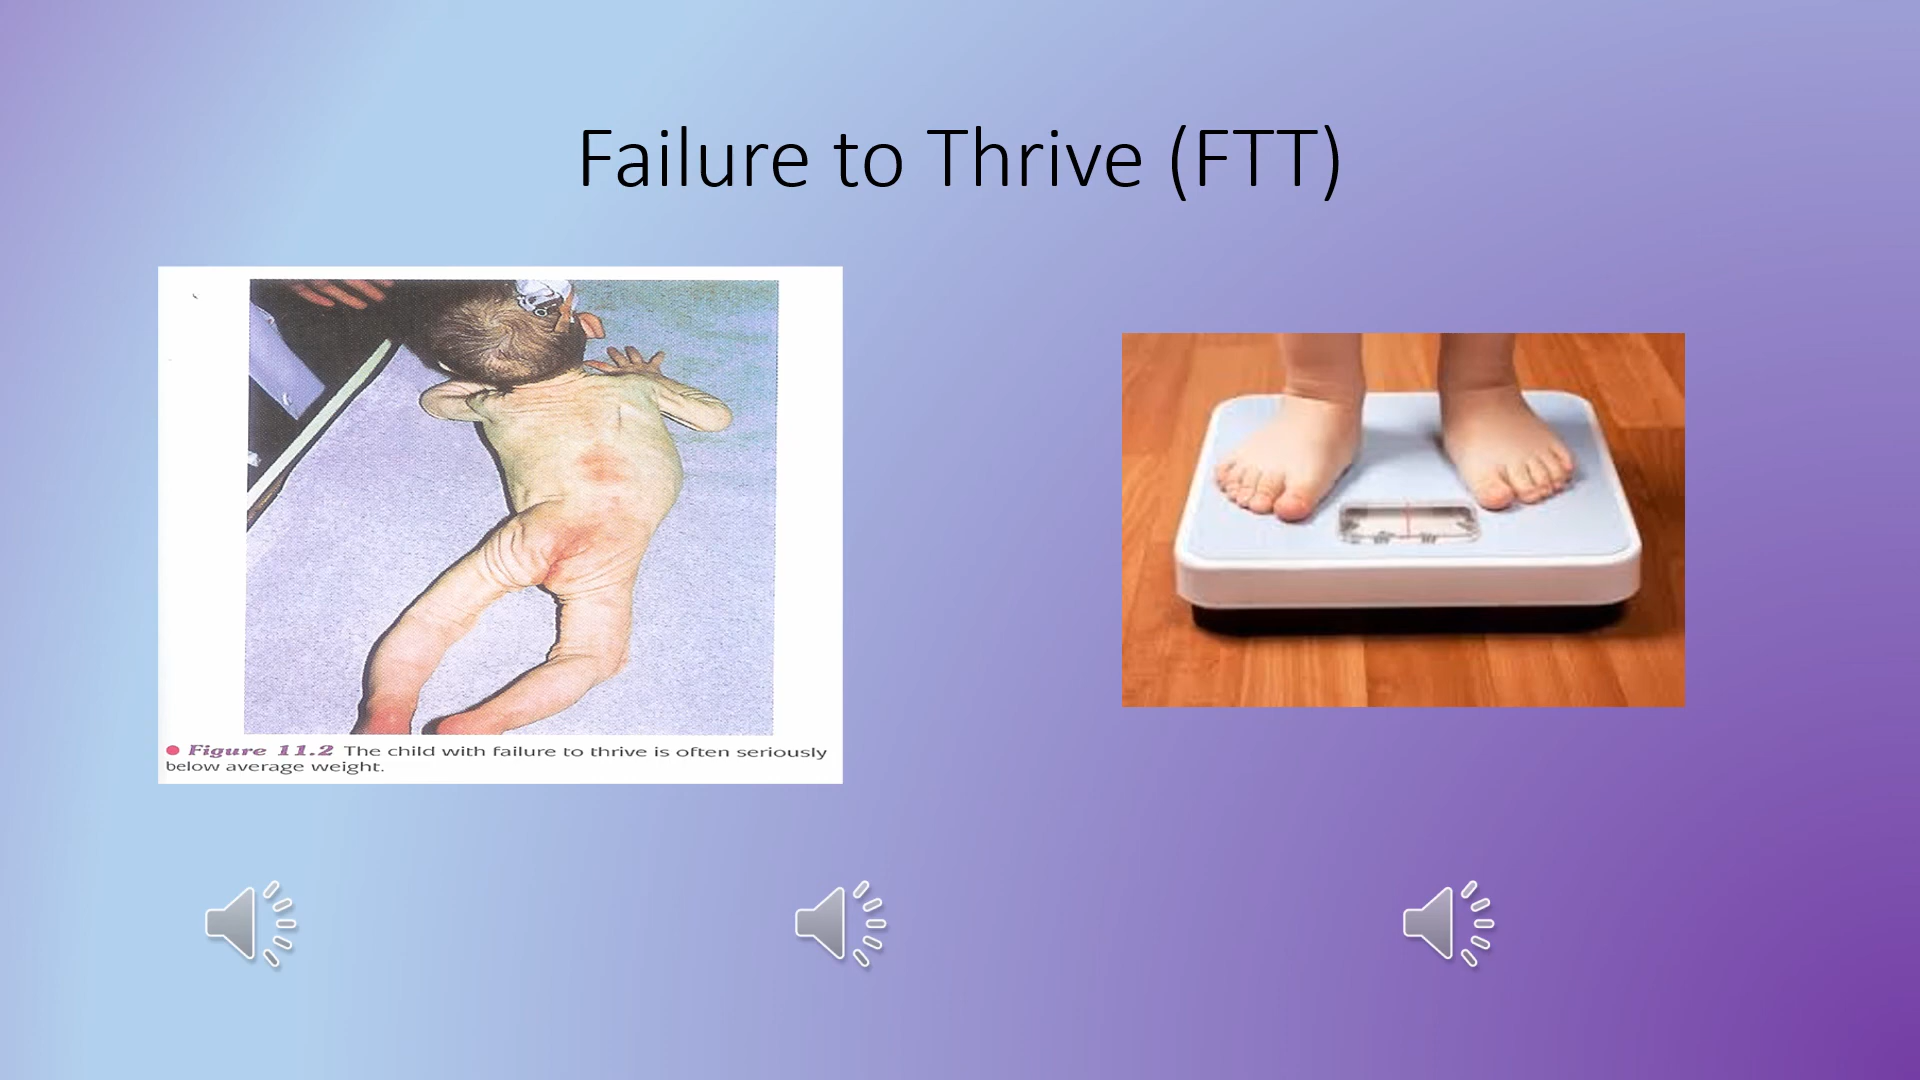 Failure to Thrive (FTT)
Figure 11.2 The child with failure to thrive is often seriously
below average weight.